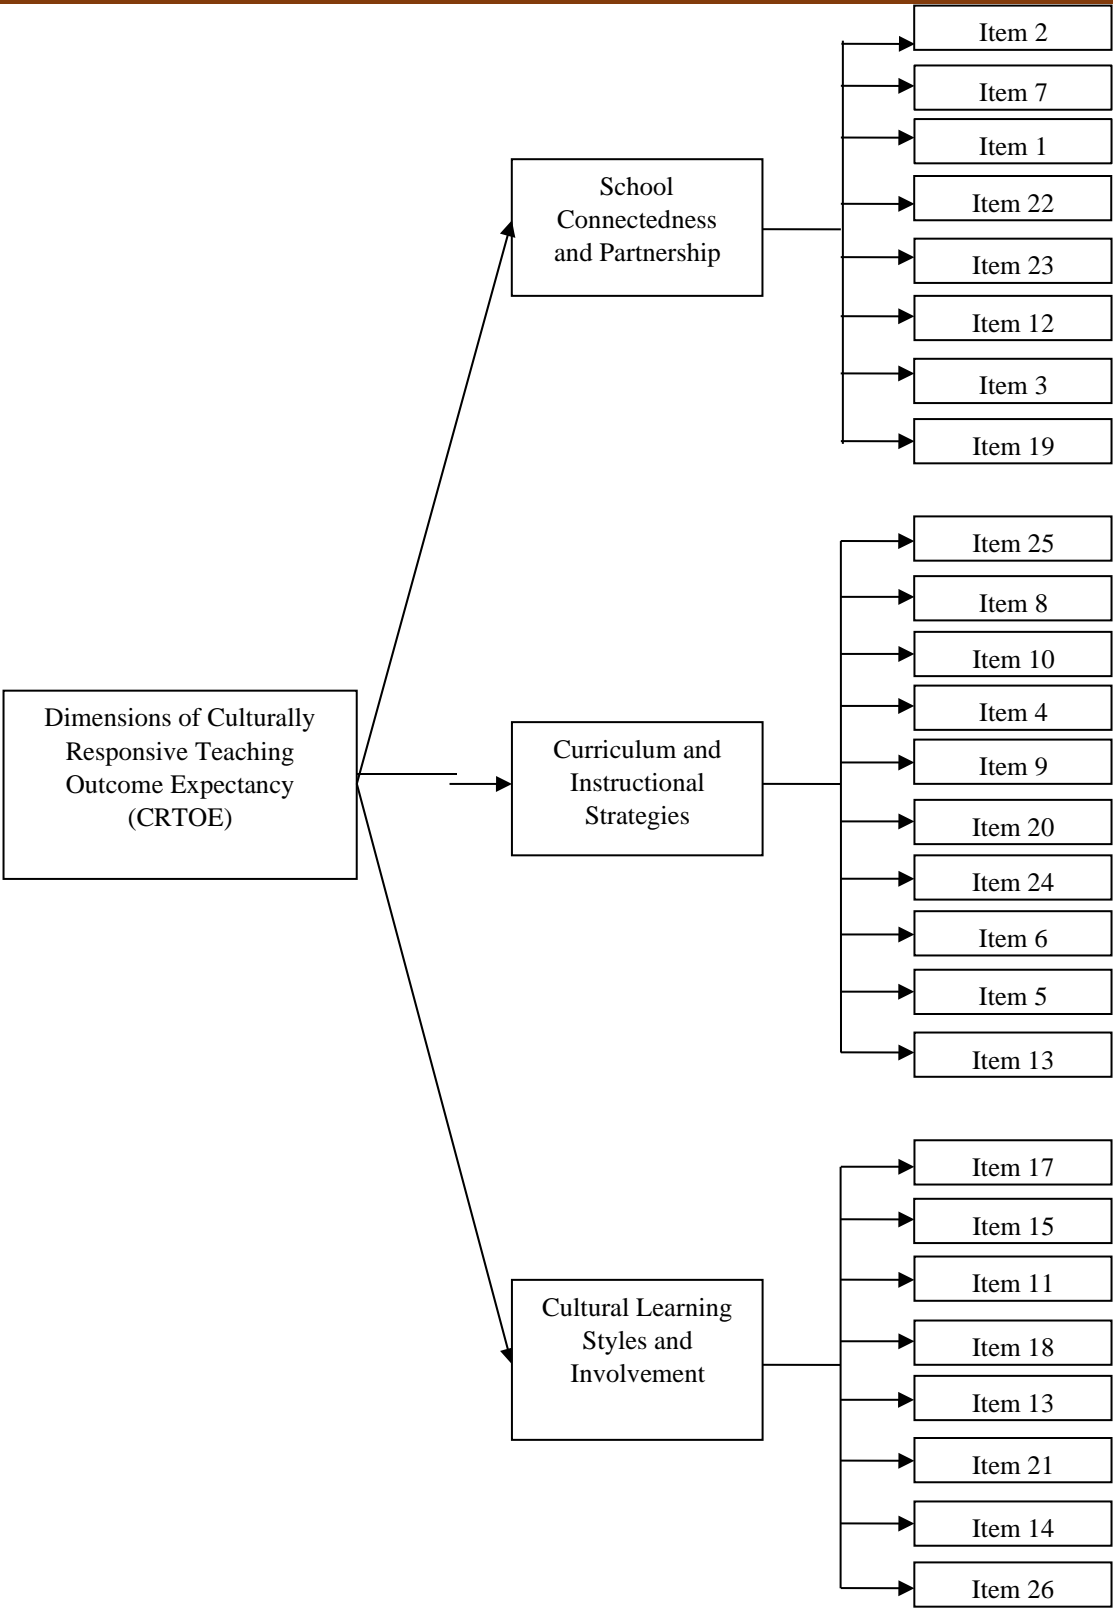 Item 2
Item 7
Item 1
Item 22
Item 23
Item 12
Item 3
Item 19
School
Connectedness
and Partnership
Item 25
Item 8
Item 10
Item 4
Item 9
Item 20
Item 24
Item 6
Item 5
Item 13
Dimensions of Culturally
Responsive Teaching
Outcome Expectancy
(CRTOE)
Curriculum and
Instructional
Strategies
Item 17
Item 15
Item 11
Item 18
Item 13
Item 21
Item 14
Item 26
Cultural Learning
Styles and
Involvement